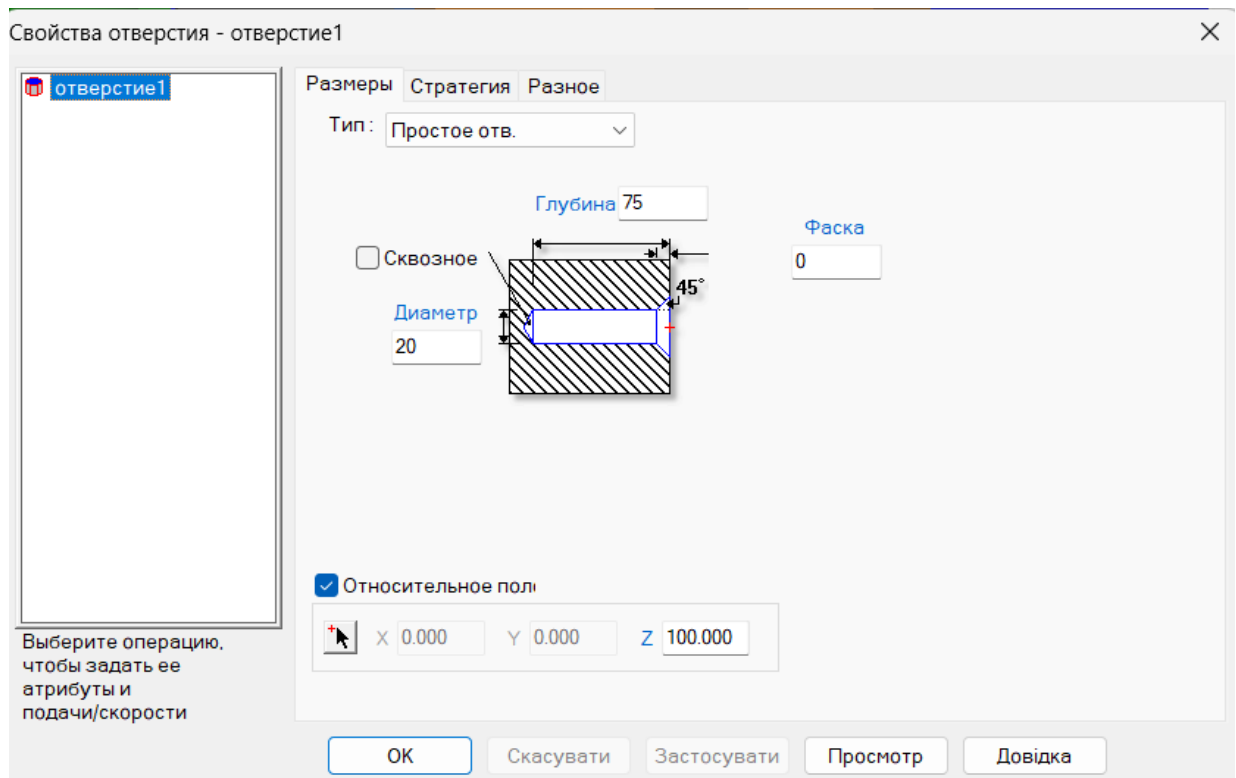 Свойства отверстия - отверстие1
отверстие1
Размеры Стратегия Разное
Тип : Простое отв.
Глубина 75
Фаска
0
Сквозное
45°
Диаметр
20
Относительное поло
X 0.000 Y 0.000 Z 100.000
Выберите операцию,
чтобы задать ее
атрибуты и
подачи/скорости
OK Скасувати Застосувати Просмотр Довідка